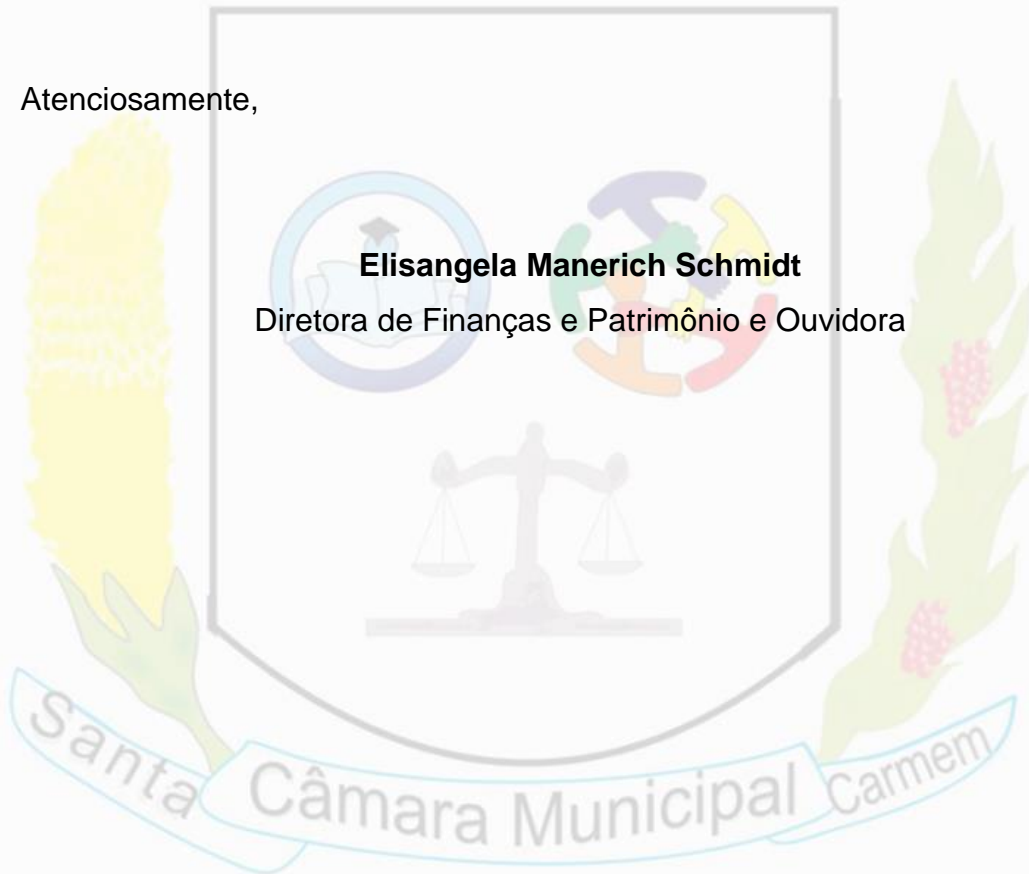 Atenciosamente,
Elisangela Manerich Schmidt
Diretora de Finanças e Patrimônio e Ouvidora
Santa Câmara Municipal Carmem